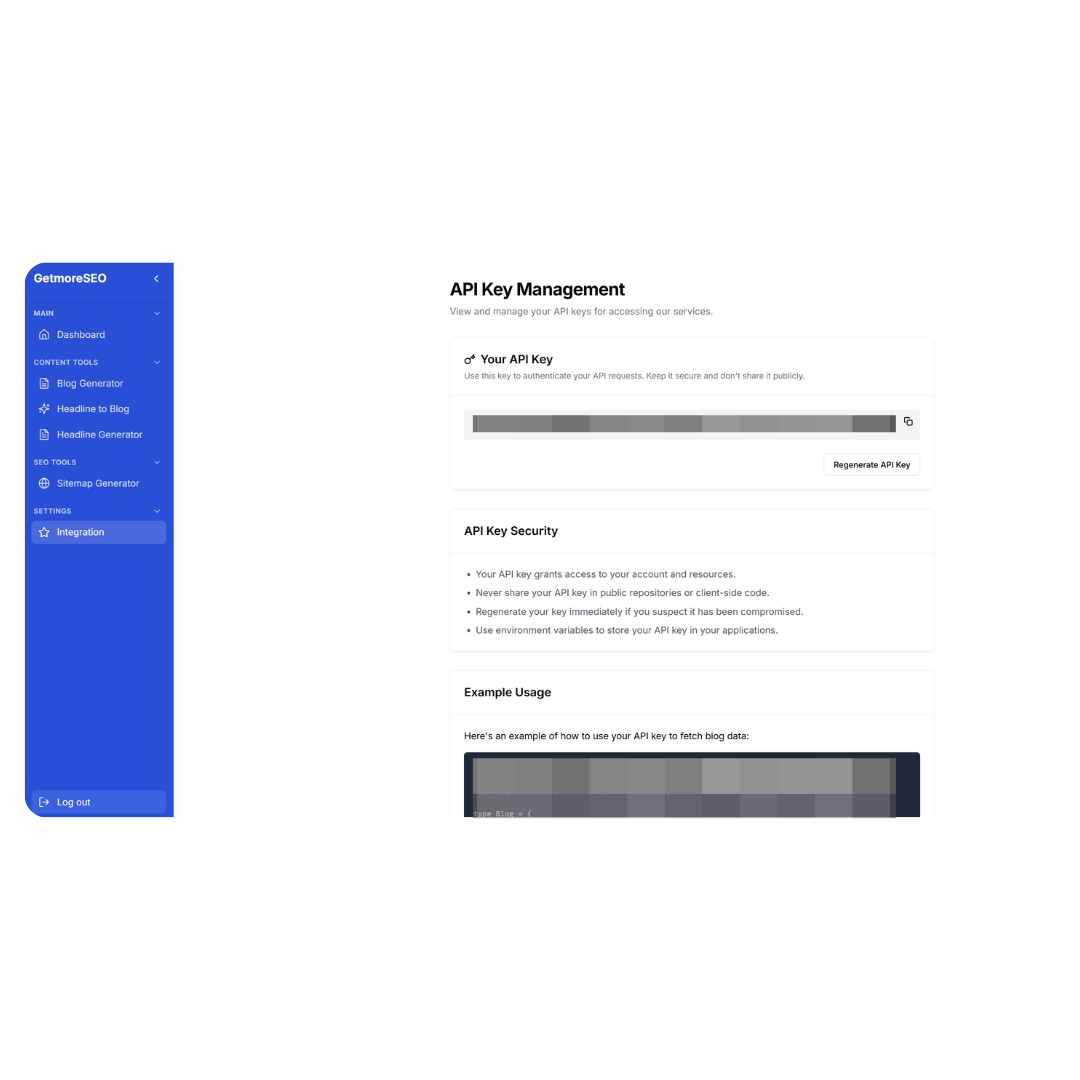 GetmoreSEO
MAIN
Dashboard
CONTENT TOOLS
Blog Generator
Headline to Blog
Headline Generator
SEO TOOLS
Sitemap Generator
SETTINGS
Integration
Log out
API Key Management
View and manage your API keys for accessing our services.
Your API Key
Use this key to authenticate your API requests. Keep it secure and don't share it publicly.
Regenerate API Key
API Key Security
• Your API key grants access to your account and resources.
• Never share your API key in public repositories or client-side code.
• Regenerate your key immediately if you suspect it has been compromised.
• Use environment variables to store your API key in your applications.
Example Usage
Here's an example of how to use your API key to fetch blog data:
type Blog = {